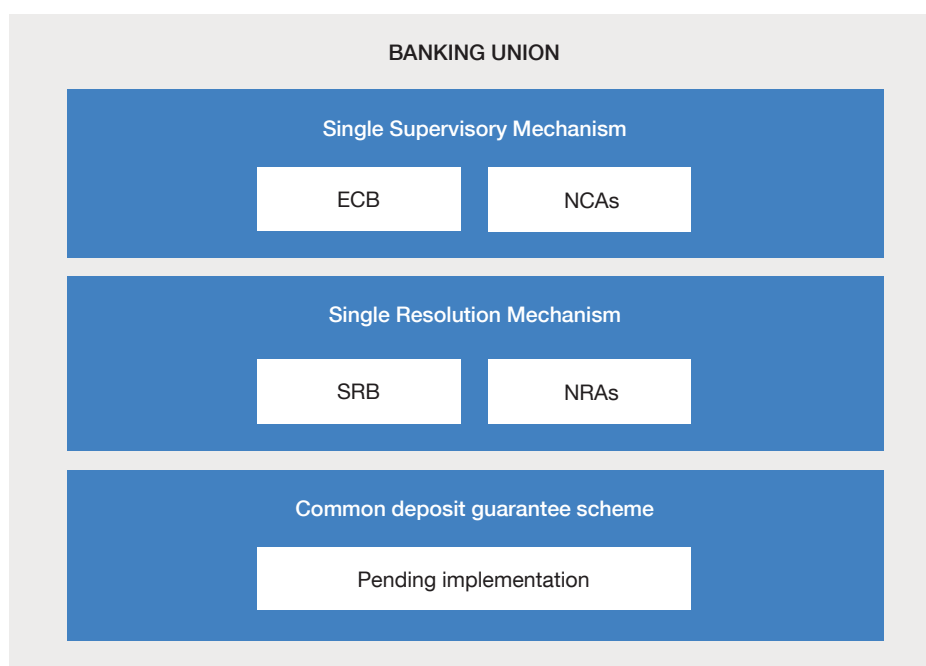 BANKING UNION
Single Supervisory Mechanism
ECB
NCAs
Single Resolution Mechanism
SRB
NRAs
Common deposit guarantee scheme
Pending implementation